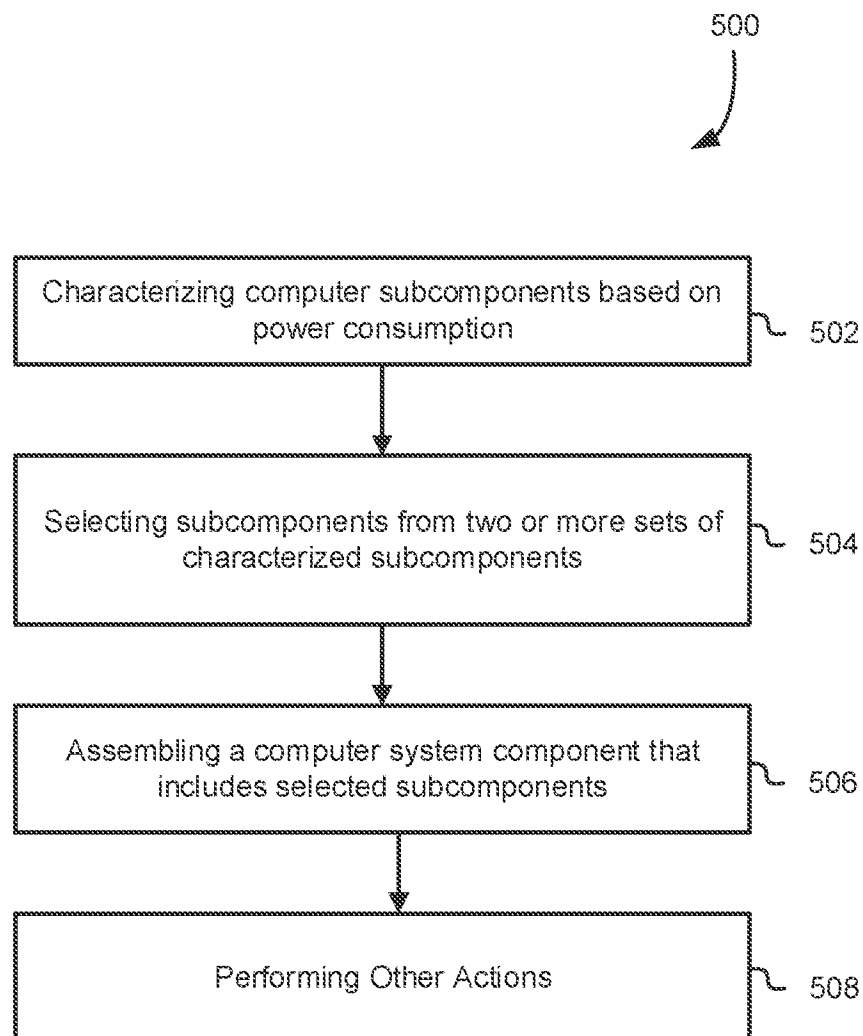 500
Characterizing computer subcomponents based on
power consumption
502
Selecting subcomponents from two or more sets of
characterized subcomponents
504
Assembling a computer system component that
includes selected subcomponents
506
Performing Other Actions
508